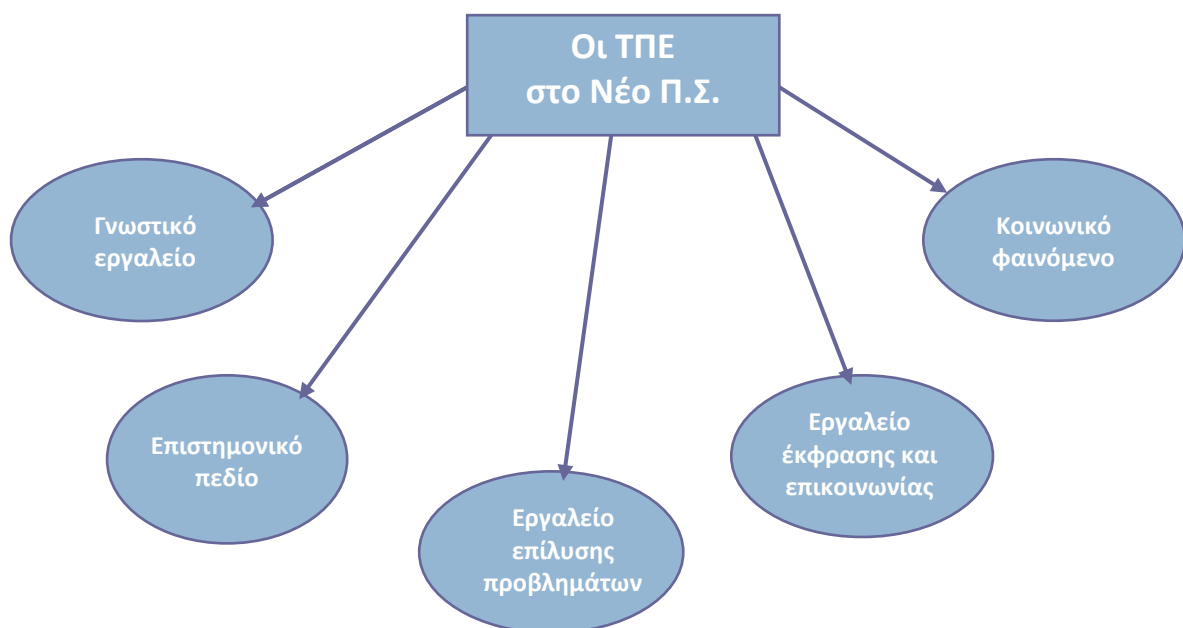 Οι ΤΠΕ
στο Νέο Π.Σ.
Γνωστικό
εργαλείο
Κοινωνικό
φαινόμενο
Επιστημονικό
πεδίο
Εργαλείο
επίλυσης
προβλημάτων
Εργαλείο
έκφρασης και
επικοινωνίας